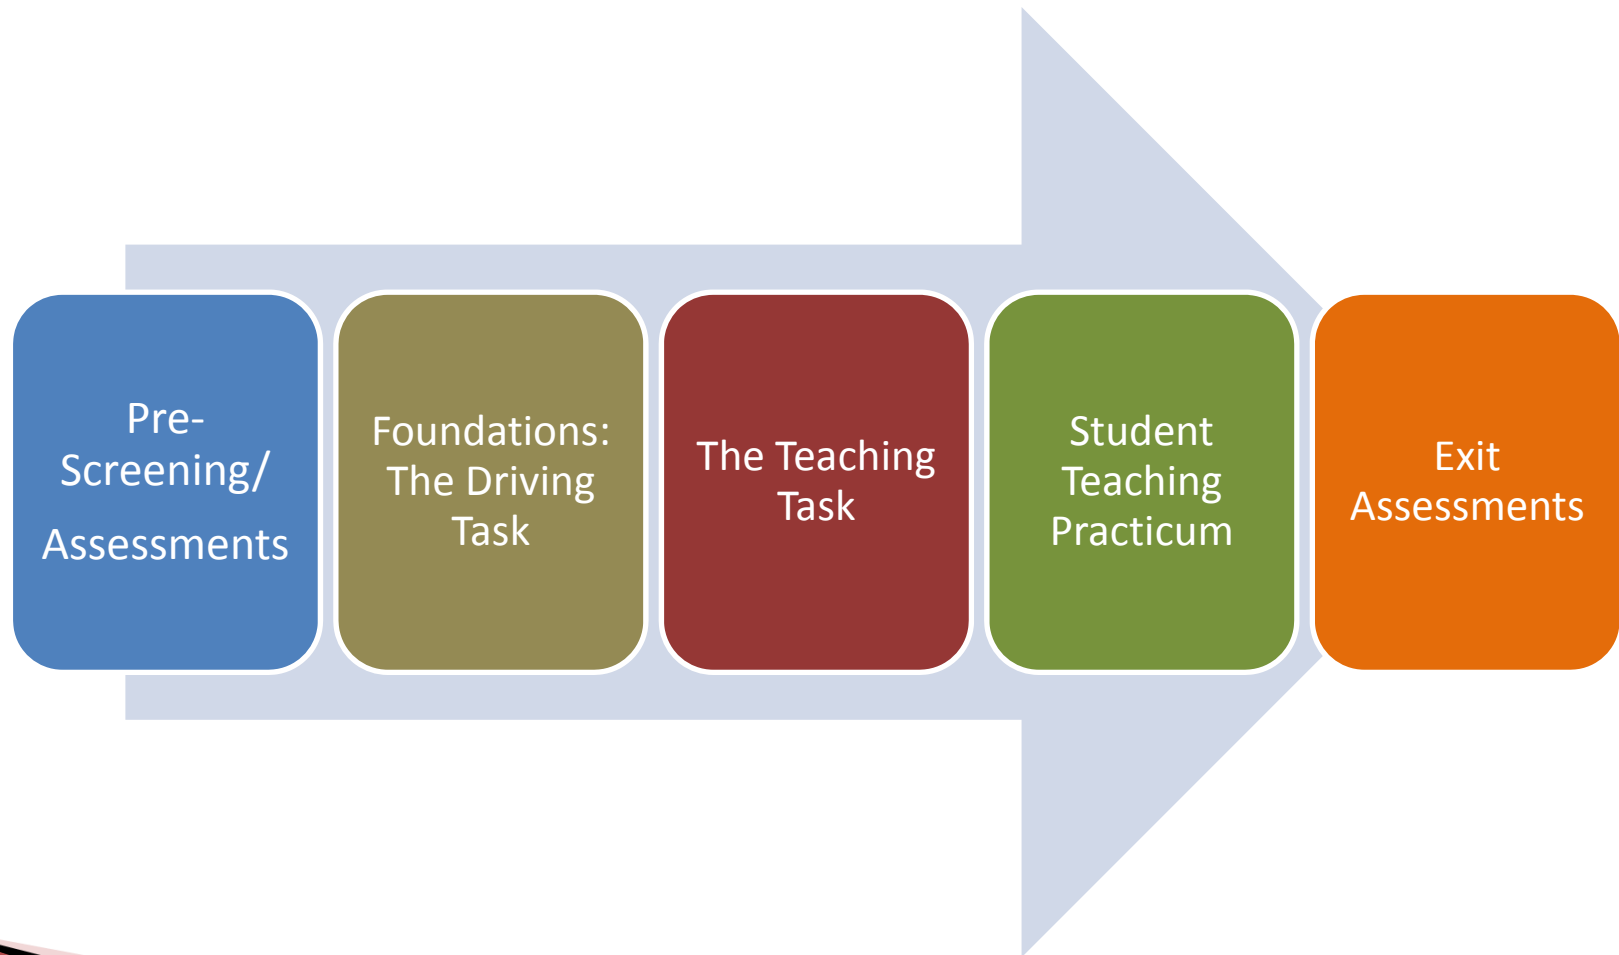 Pre-
Screening/
Assessments
Foundations:
The Driving
Task
The Teaching
Task
Student
Teaching
Practicum
Exit
Assessments